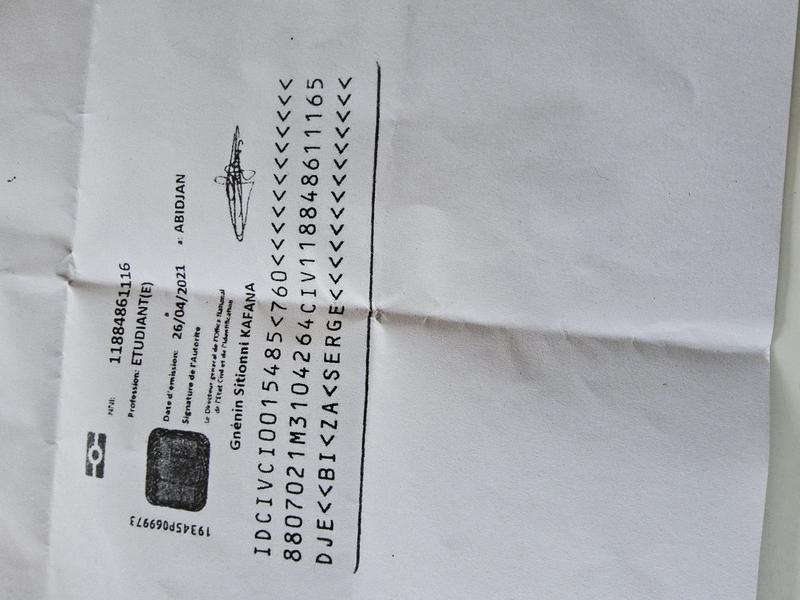 NNI: 11884861116
Profession: ETUDIANT(E)
Date d'émission: 26/04/2021 à: ABIDJAN
Signature de l'Autorité
Le Directeur général de l'Office National
de l'Etat Civil et de l'Identification
Gnénin Sitionni KAFANA
19345P069973
IDCIVCI0015485<760<<<<<<<<<<<<
8807021M3104264CIV118848611165
DJE<<BI<ZA<SERGE<<<<<<<<<<<<<<